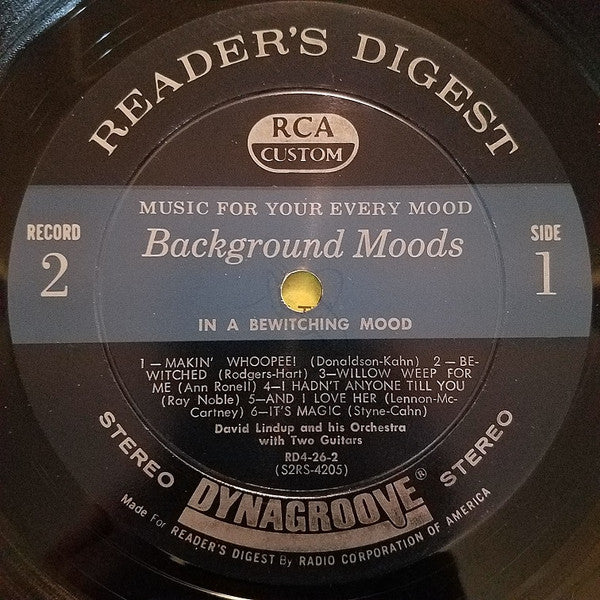 READER'S DIGEST
RCA
CUSTOM
MUSIC FOR YOUR EVERY MOOD
RECORD
2
Background Moods
SIDE
1
IN A BEWITCHING MOOD
1—MAKIN' WHOOPEE! (Donaldson-Kahn) 2—BE-
WITCHED (Rodgers-Hart) 3—WILLOW WEEP FOR
ME (Ann Ronell) 4—I HADN'T ANYONE TILL YOU
(Ray Noble) 5—AND I LOVE HER (Lennon-Mc-
Cartney) 6—IT'S MAGIC (Styne-Cahn)
David Lindup and his Orchestra
with Two Guitars
RD4-26-2
(S2RS-4205)
STEREO
STEREO
DYNAGROOVE®
Made For READER'S DIGEST By RADIO CORPORATION OF AMERICA